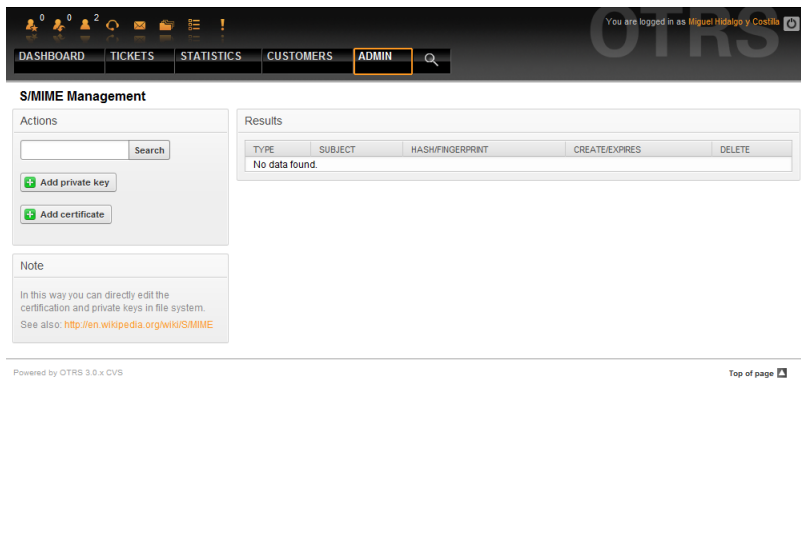 0 0 2
OTRS
You are logged in as Miguel Hidalgo y Costilla
DASHBOARD TICKETS STATISTICS CUSTOMERS ADMIN
S/MIME Management
Actions
Search
Add private key
Add certificate
Note
In this way you can directly edit the
certification and private keys in file system.
See also: http://en.wikipedia.org/wiki/S/MIME
Results
TYPE SUBJECT HASH/FINGERPRINT CREATE/EXPIRES DELETE
No data found.
Powered by OTRS 3.0.x CVS
Top of page